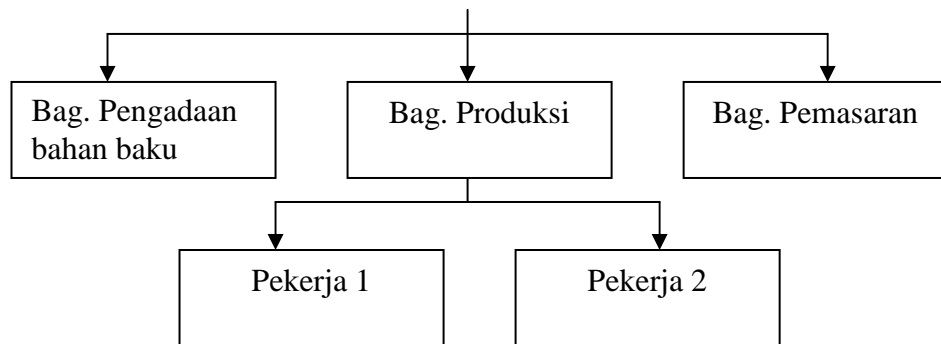 Bag. Pengadaan
bahan baku
Bag. Produksi
Bag. Pemasaran
Pekerja 1
Pekerja 2